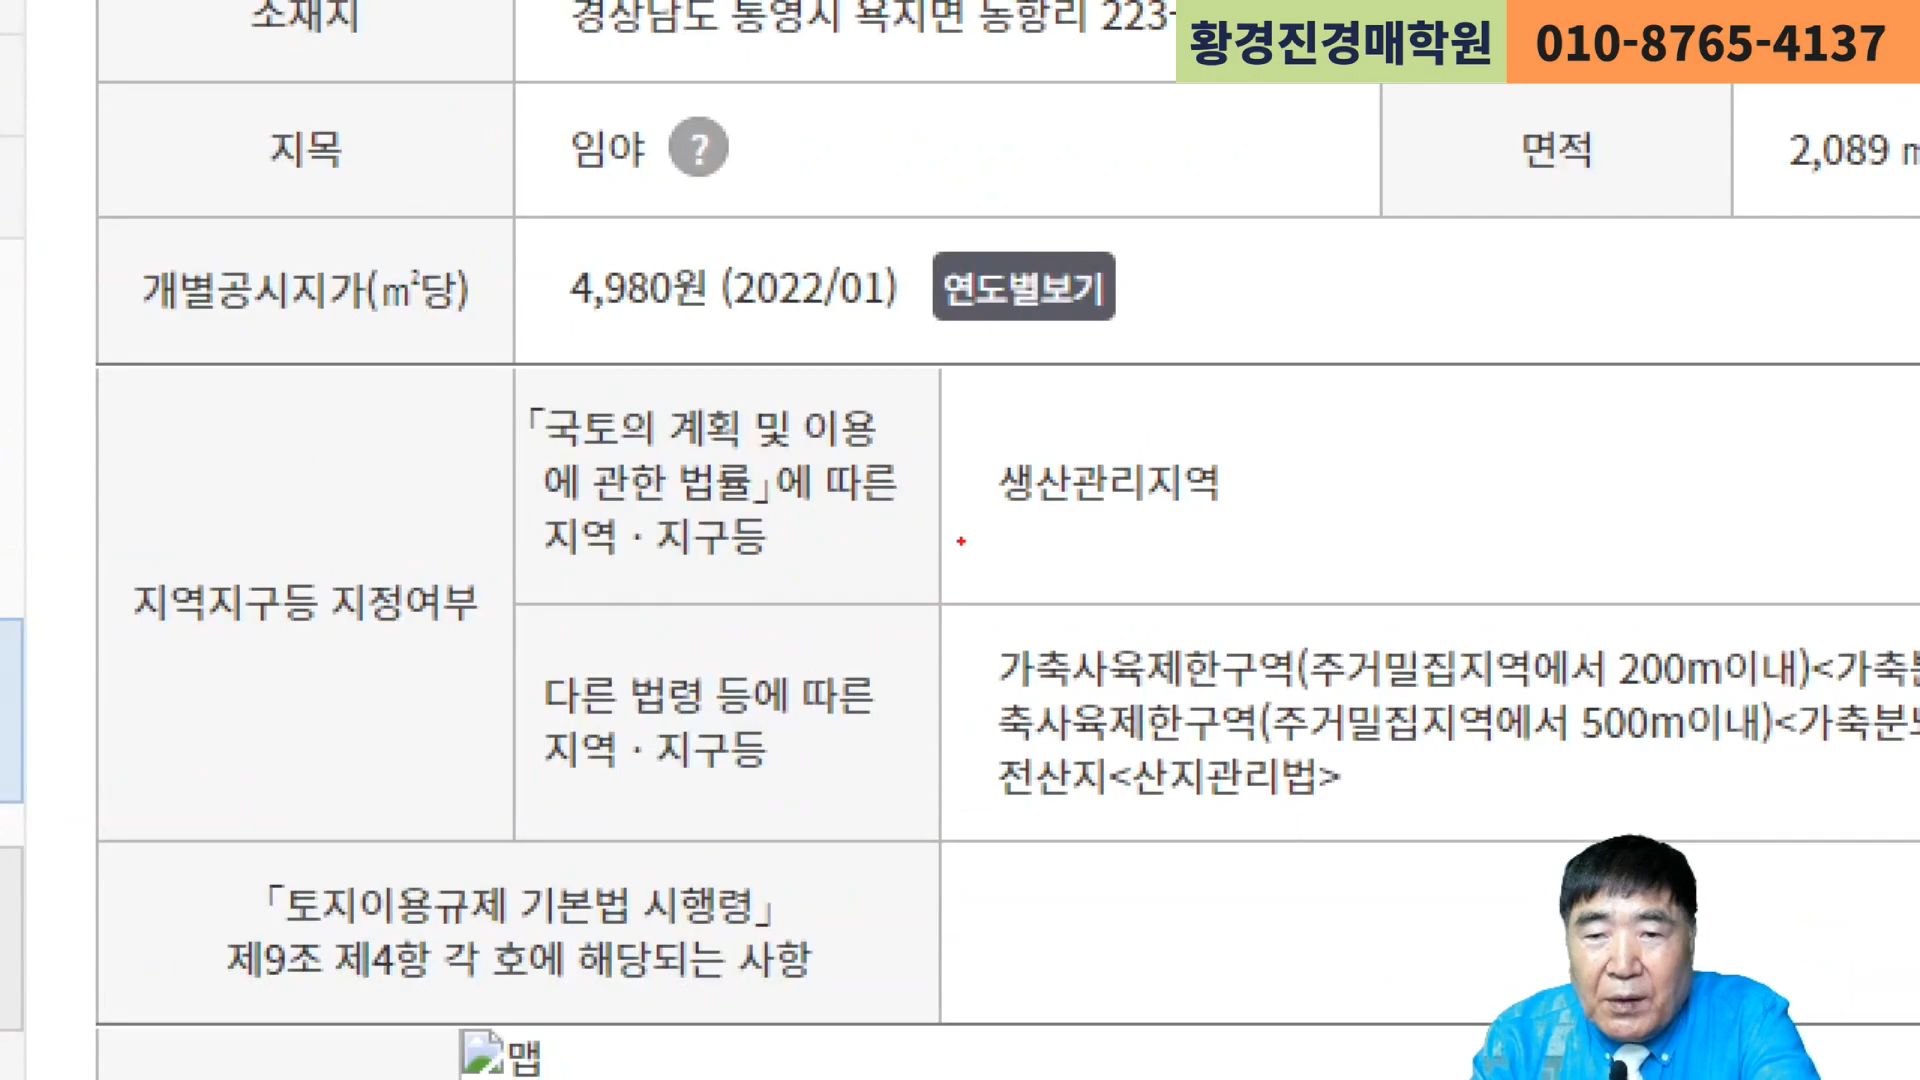 소재지
경상남도 통영시 욕지면 동항리 223-
황경진경매학원
010-8765-4137
지목
임야 ?
면적
2,089
개별공시지가(㎡당)
4,980원 (2022/01)
연도별보기
지역지구등 지정여부
「국토의 계획 및 이용
에 관한 법률」에 따른
지역ㆍ지구등
생산관리지역
다른 법령 등에 따른
지역ㆍ지구등
가축사육제한구역(주거밀집지역에서 200m이내)<가축분
축사육제한구역(주거밀집지역에서 500m이내)<가축분뇨
전산지<산지관리법>
「토지이용규제 기본법 시행령」
제9조 제4항 각 호에 해당되는 사항
맵